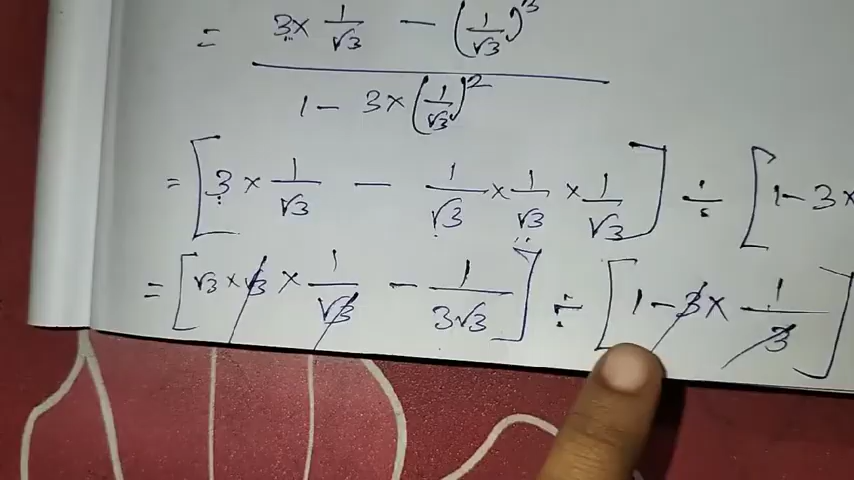 = (3 × 1/√3 − (1/√3)³) / (1 − 3 × (1/√3)²)
= [3 × 1/√3 − 1/√3 × 1/√3 × 1/√3] ÷ [1 − 3 ×
= [√3 × √3 × 1/√3 − 1/3√3] ÷ [1 − 3 × 1/3]